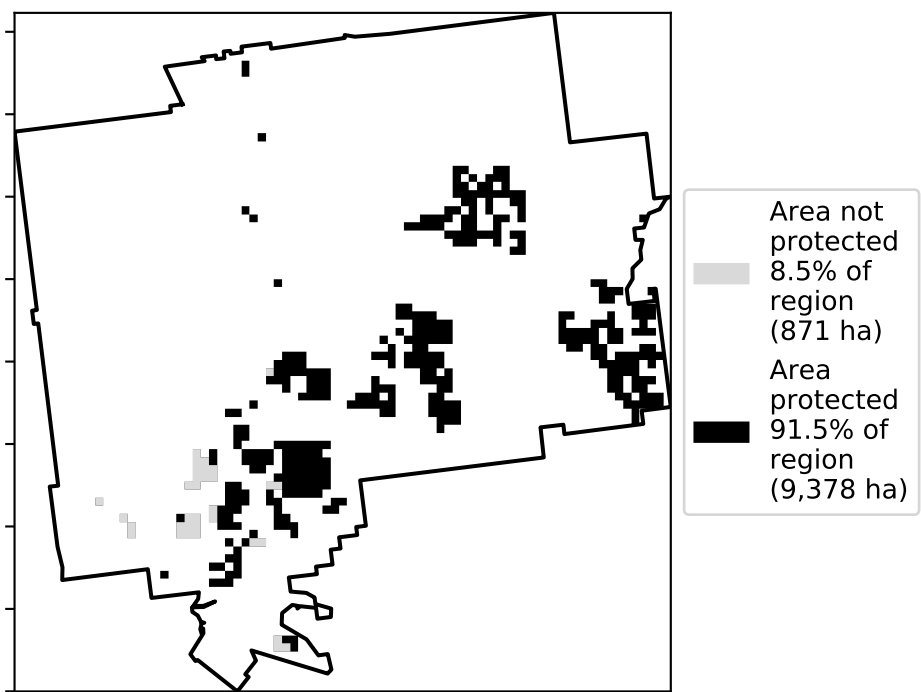 Area not
protected
8.5% of
region
(871 ha)
Area
protected
91.5% of
region
(9,378 ha)